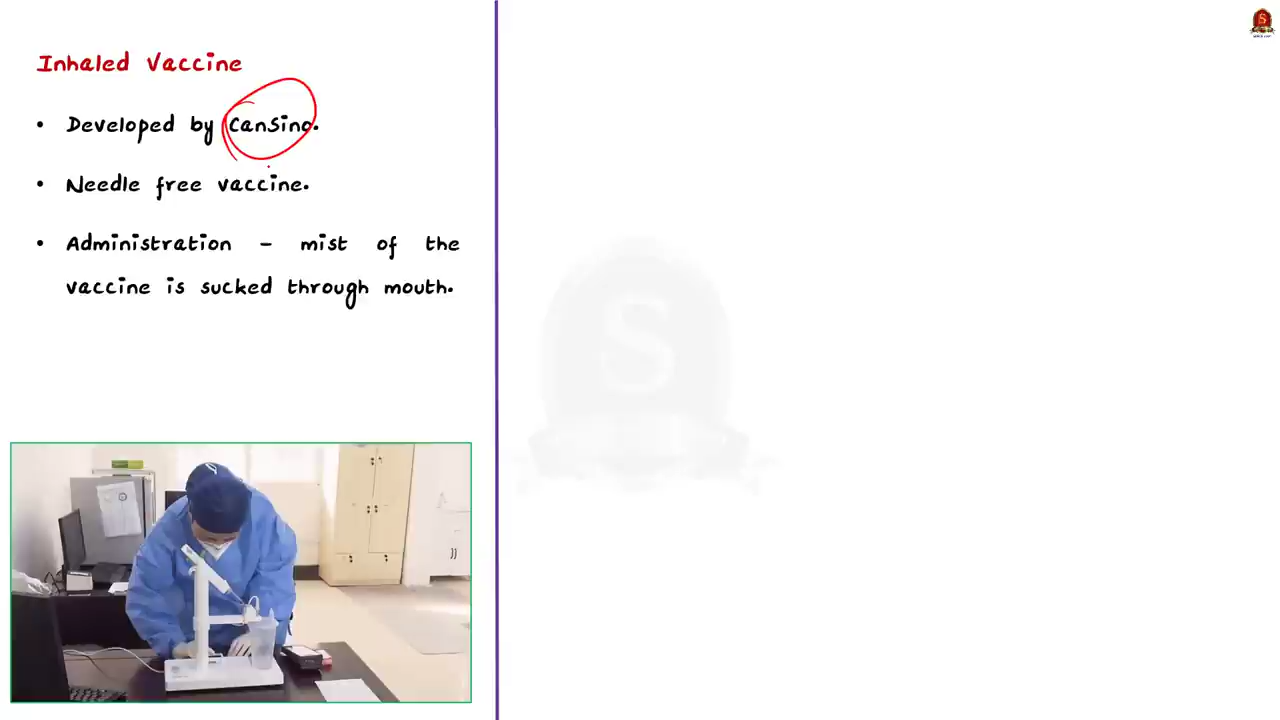 Inhaled Vaccine
• Developed by CanSino.
• Needle free vaccine.
• Administration – mist of the
vaccine is sucked through mouth.
S
S